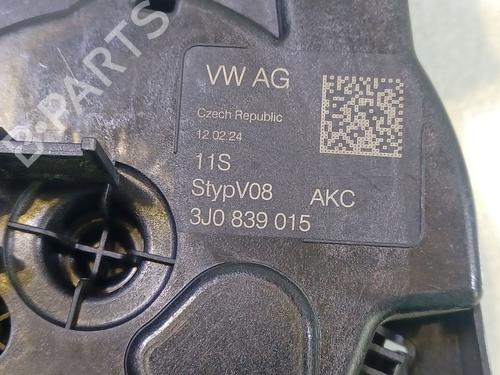 VW AG
Czech Republic
12.02.24
11S
StypV08 AKC
3J0 839 015
B-PARTS